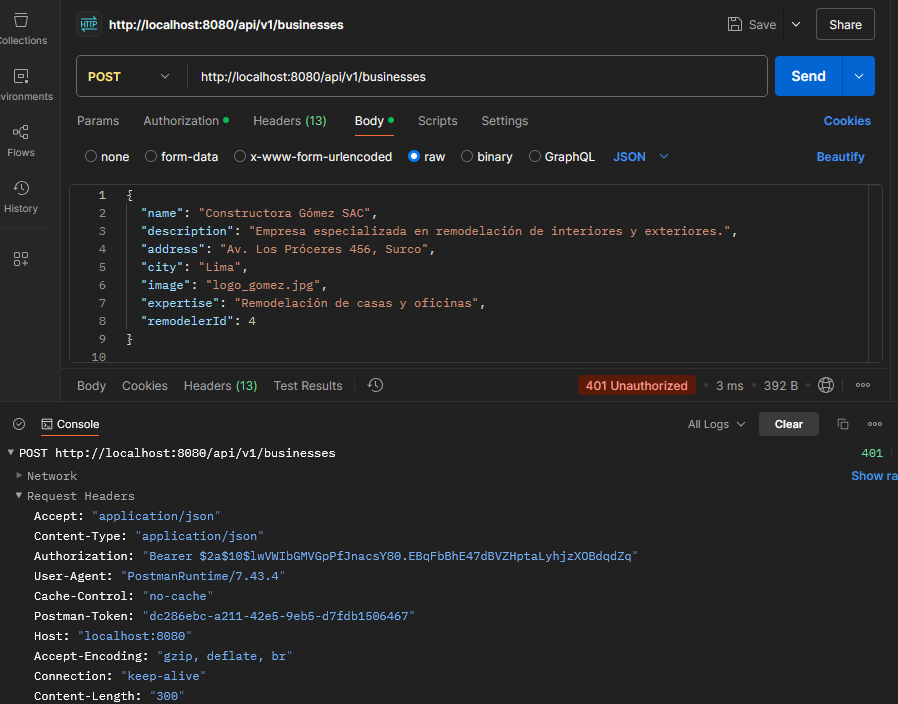 Collections
HTTP http://localhost:8080/api/v1/businesses Save Share
POST http://localhost:8080/api/v1/businesses Send
Environments
Params Authorization Headers (13) Body Scripts Settings Cookies
Flows
none form-data x-www-form-urlencoded raw binary GraphQL JSON Beautify
History
1 {
2 "name": "Constructora Gómez SAC",
3 "description": "Empresa especializada en remodelación de interiores y exteriores.",
4 "address": "Av. Los Próceres 456, Surco",
5 "city": "Lima",
6 "image": "logo_gomez.jpg",
7 "expertise": "Remodelación de casas y oficinas",
8 "remodelerId": 4
9 }
10
Body Cookies Headers (13) Test Results 401 Unauthorized • 3 ms • 392 B •
Console All Logs Clear
POST http://localhost:8080/api/v1/businesses 401
Network Show ra
Request Headers
Accept: "application/json"
Content-Type: "application/json"
Authorization: "Bearer $2a$10$lwVWIbGMVGpPfJnacsY80.EBqFbBhE47dBVZHptaLyhjzXOBdqdZq"
User-Agent: "PostmanRuntime/7.43.4"
Cache-Control: "no-cache"
Postman-Token: "dc286ebc-a211-42e5-9eb5-d7fdb1506467"
Host: "localhost:8080"
Accept-Encoding: "gzip, deflate, br"
Connection: "keep-alive"
Content-Length: "300"